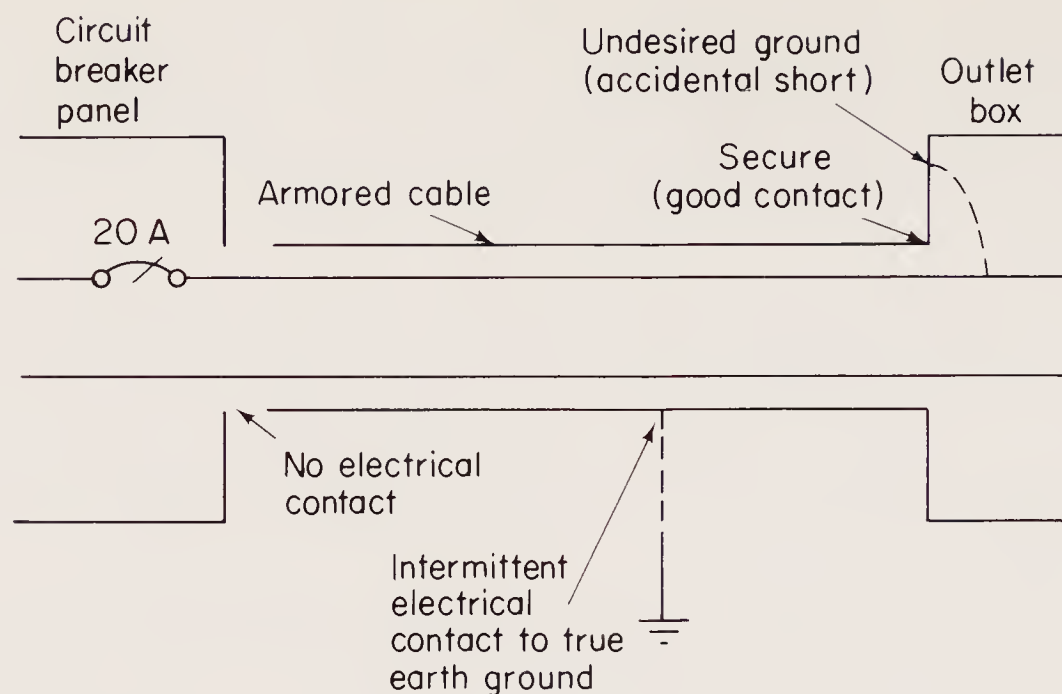 Circuit
breaker
panel
Undesired ground
(accidental short)
Outlet
box
Secure
(good contact)
Armored cable
20 A
No electrical
contact
Intermittent
electrical
contact to true
earth ground